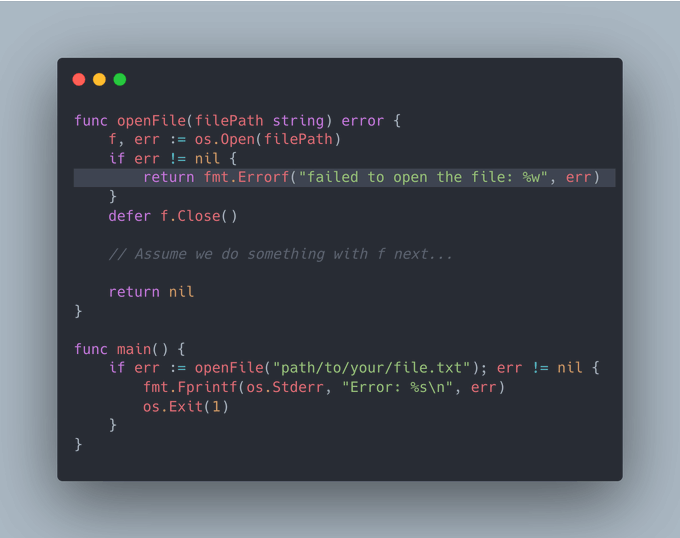 func openFile(filePath string) error {
    f, err := os.Open(filePath)
    if err != nil {
        return fmt.Errorf("failed to open the file: %w", err)
    }
    defer f.Close()

    // Assume we do something with f next...

    return nil
}

func main() {
    if err := openFile("path/to/your/file.txt"); err != nil {
        fmt.Fprintf(os.Stderr, "Error: %s\n", err)
        os.Exit(1)
    }
}